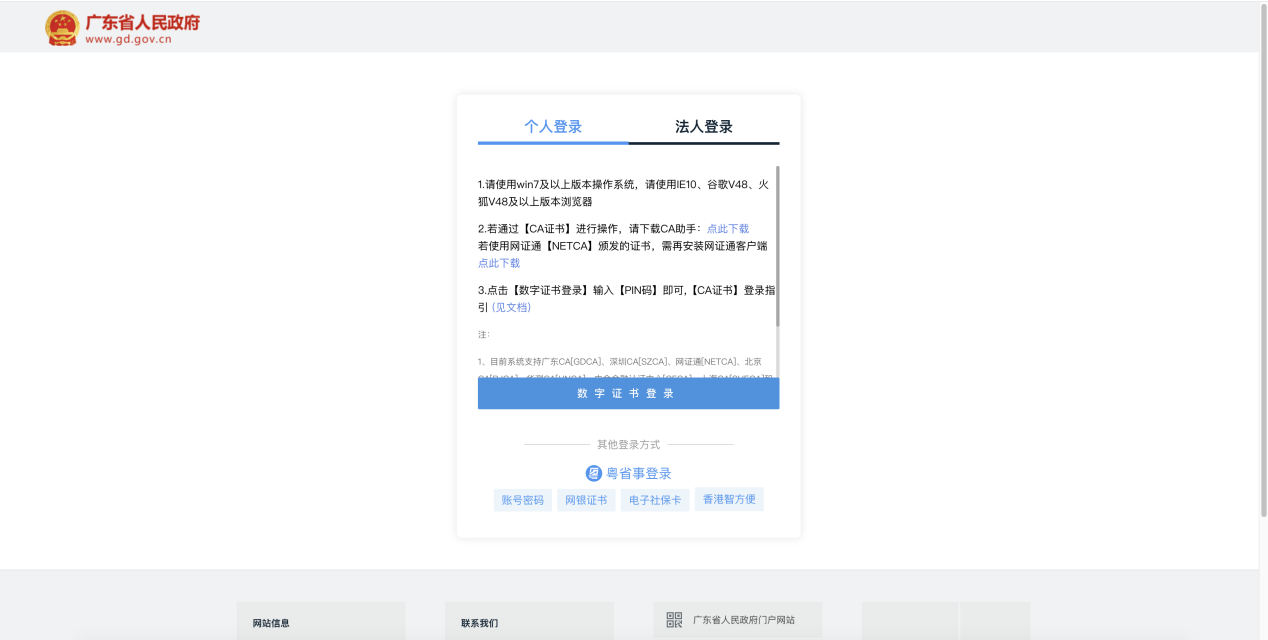 广东省人民政府
www.gd.gov.cn
个人登录
法人登录
1.请使用win7及以上版本操作系统，请使用IE10、谷歌V48、火
狐V48及以上版本浏览器
2.若通过【CA证书】进行操作，请下载CA助手：点此下载
若使用网证通【NETCA】颁发的证书，需再安装网证通客户端
点此下载
3.点击【数字证书登录】输入【PIN码】即可,【CA证书】登录指
引 (见文档)
注：
1、目前系统支持广东CA[GDCA]、深圳CA[SZCA]、网证通[NETCA]、北京
数字证书登录
其他登录方式
粤省事登录
账号密码
网银证书
电子社保卡
香港智方便
网站信息
联系我们
广东省人民政府门户网站